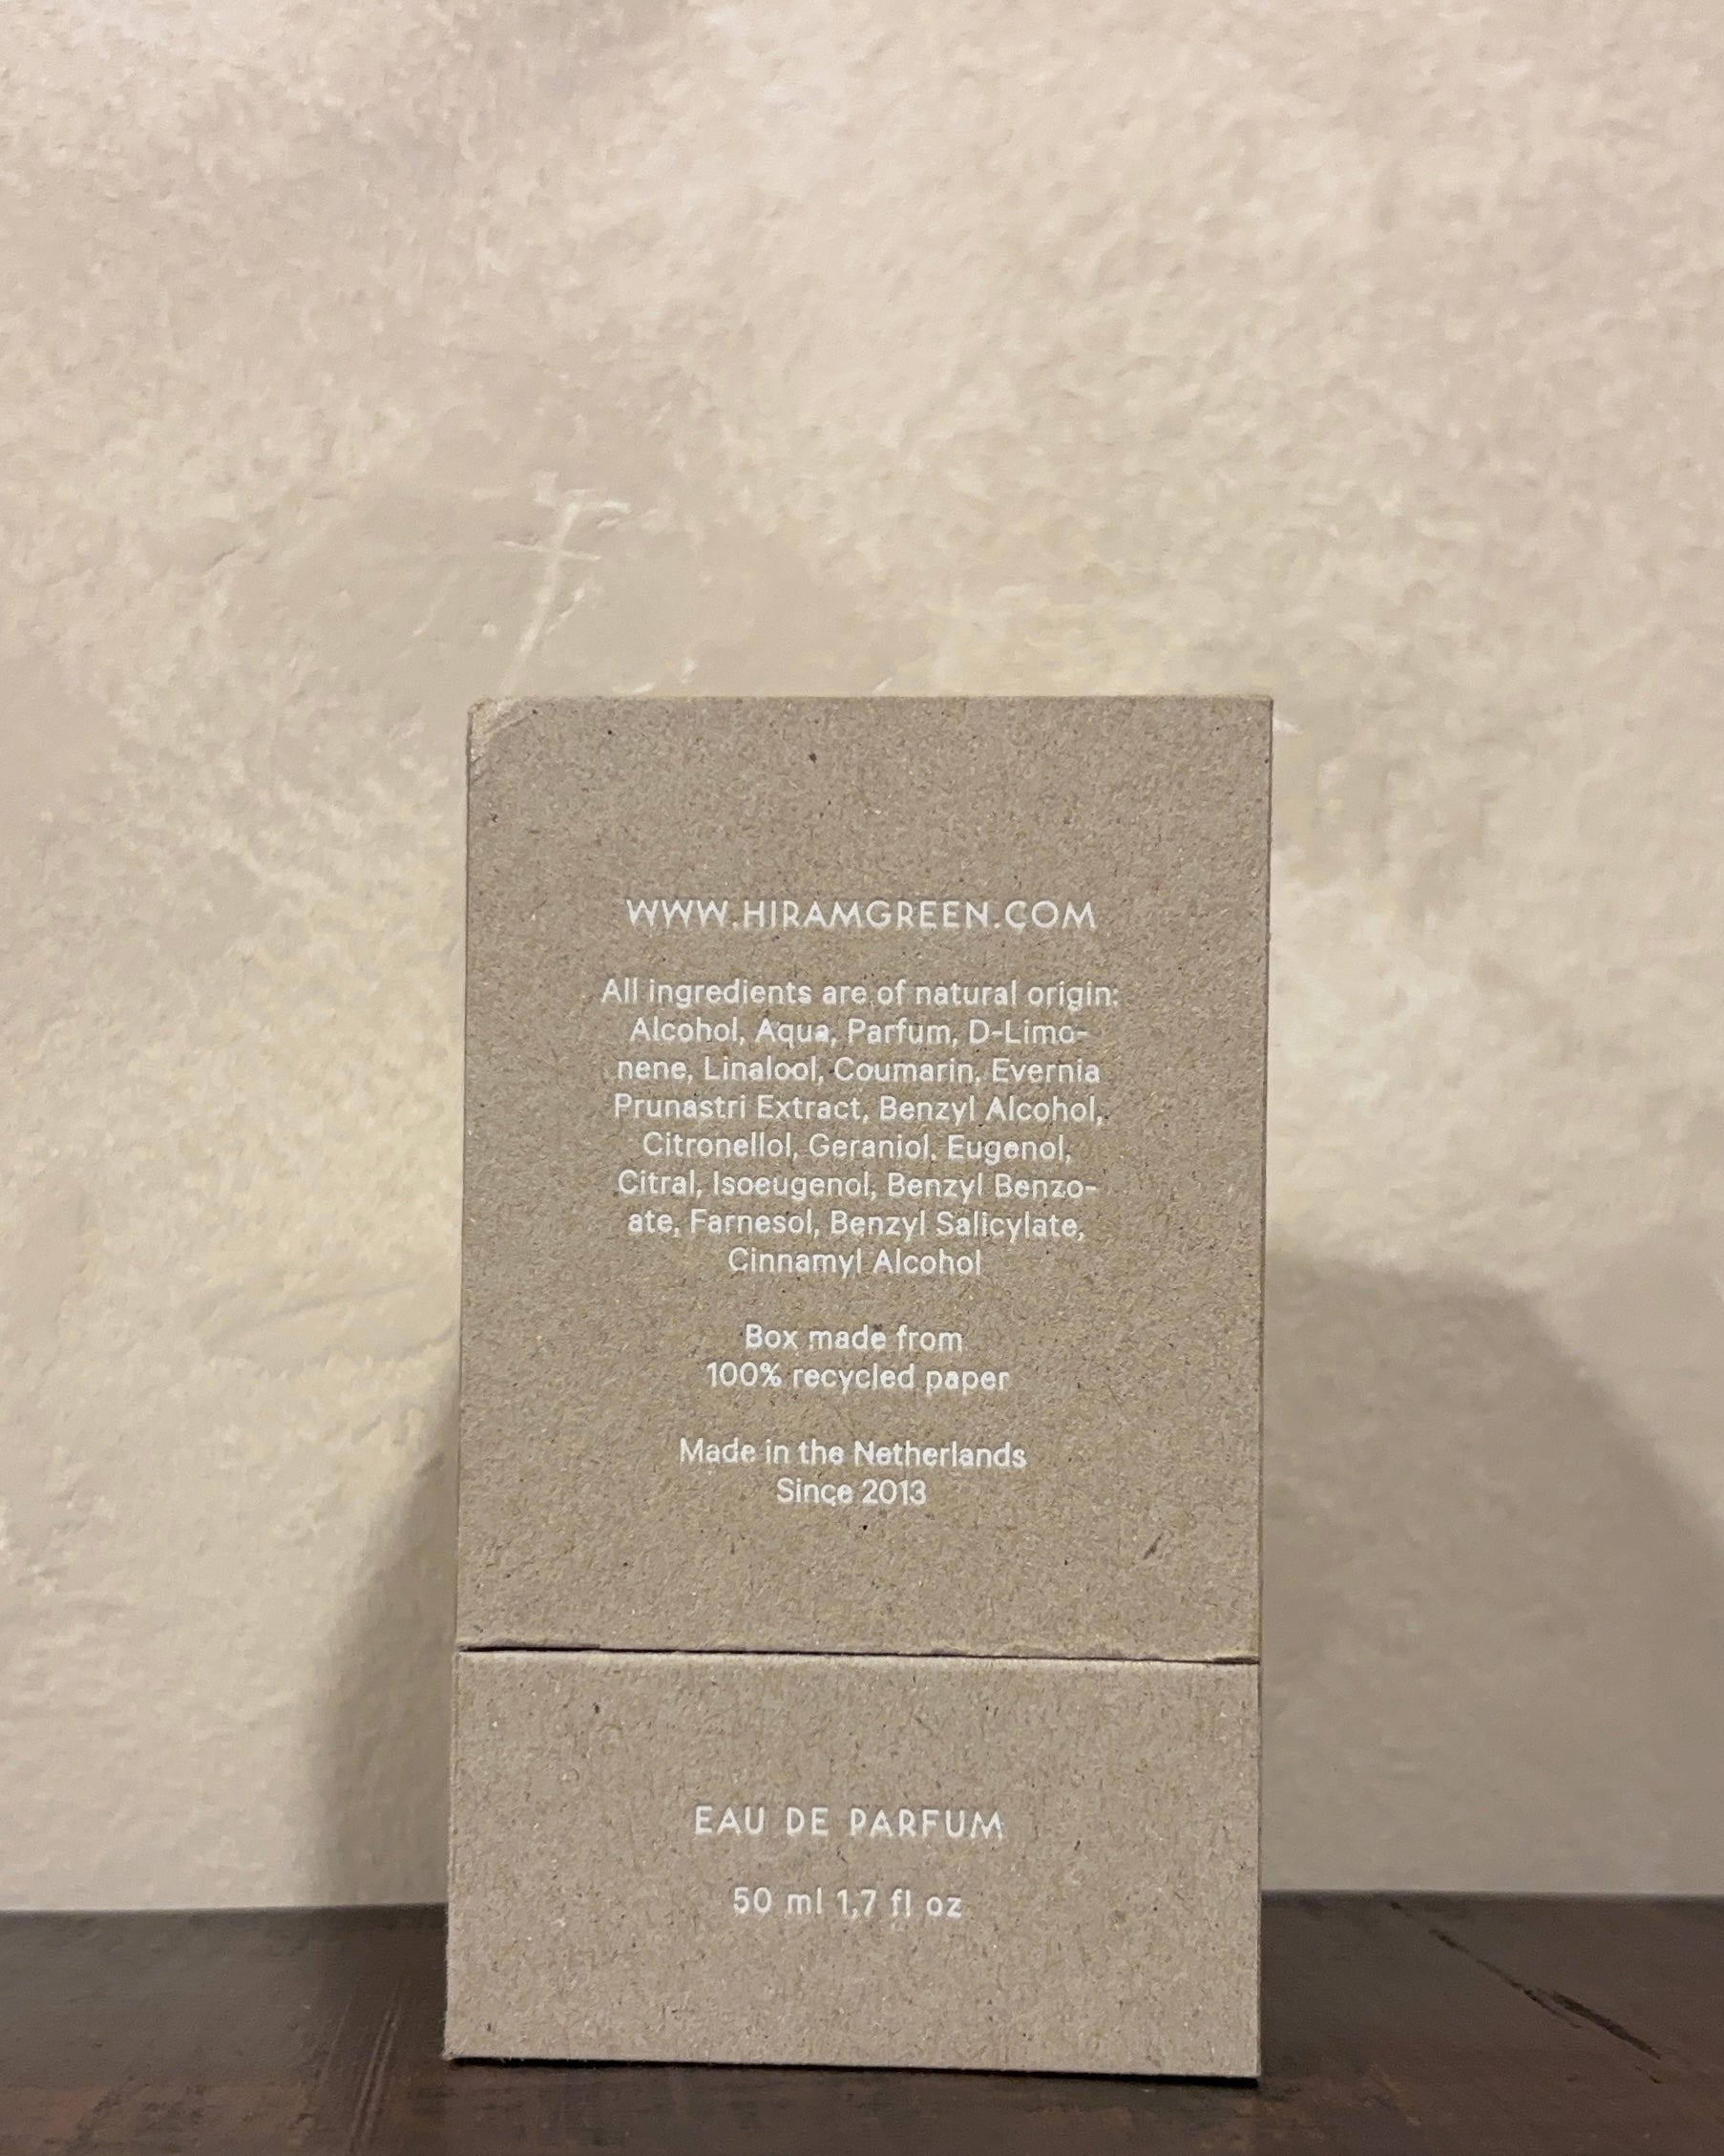 WWW.HIRAMGREEN.COM
All ingredients are of natural origin:
Alcohol, Aqua, Parfum, D-Limo-
nene, Linalool, Coumarin, Evernia
Prunastri Extract, Benzyl Alcohol,
Citronellol, Geraniol, Eugenol,
Citral, Isoeugenol, Benzyl Benzo-
ate, Farnesol, Benzyl Salicylate,
Cinnamyl Alcohol
Box made from
100% recycled paper
Made in the Netherlands
Since 2013
EAU DE PARFUM
50 ml 1,7 fl oz